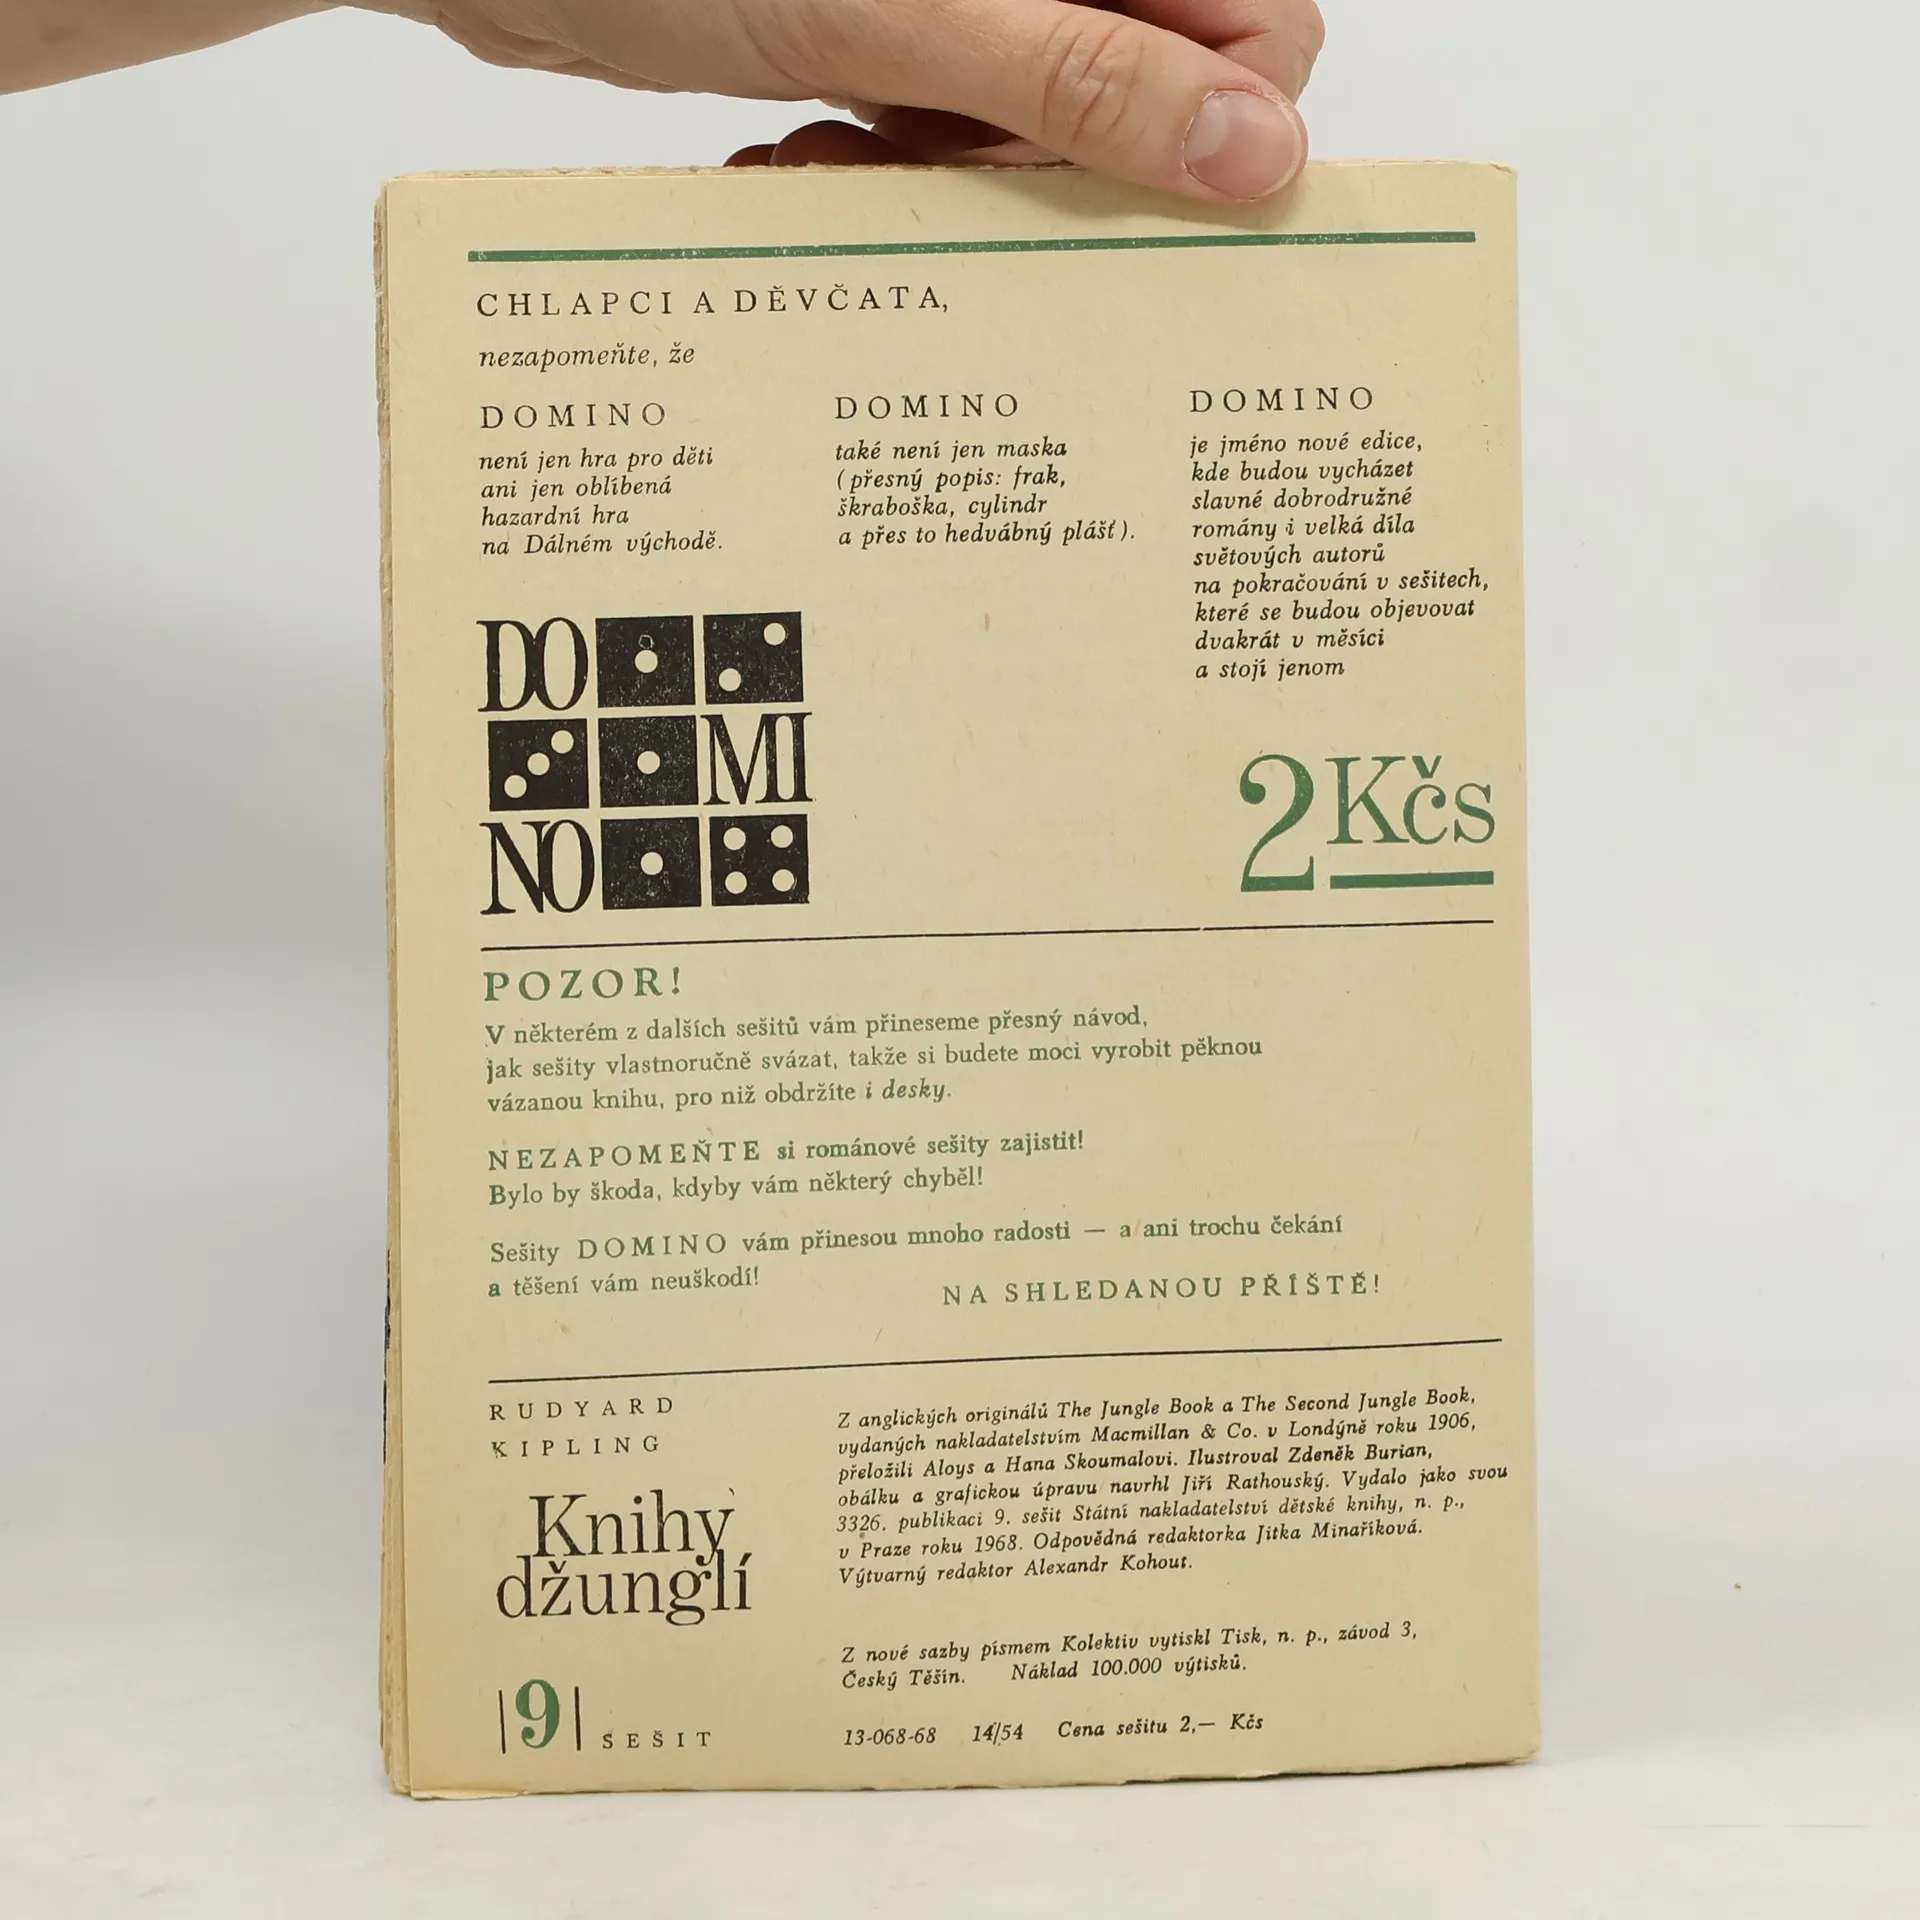 CHLAPCI A DĚVČATA,
nezapomeňte, že
DOMINO
není jen hra pro děti
ani jen oblíbená
hazardní hra
na Dálném východě.
DOMINO
také není jen maska
(přesný popis: frak,
škraboška, cylindr
a přes to hedvábný plášť).
DOMINO
je jméno nové edice,
kde budou vycházet
slavné dobrodružné
romány i velká díla
světových autorů
na pokračování v sešitech,
které se budou objevovat
dvakrát v měsíci
a stojí jenom
DO
MI
NO
2Kčs
POZOR!
V některém z dalších sešitů vám přineseme přesný návod,
jak sešity vlastnoručně svázat, takže si budete moci vyrobit pěknou
vázanou knihu, pro niž obdržíte i desky.
NEZAPOMEŇTE si románové sešity zajistit!
Bylo by škoda, kdyby vám některý chyběl!
Sešity DOMINO vám přinesou mnoho radosti — a ani trochu čekání
a těšení vám neuškodí!
NA SHLEDANOU PŘÍŠTĚ!
RUDYARD
KIPLING
Knihy
džunglí
|9| SEŠIT
Z anglických originálů The Jungle Book a The Second Jungle Book,
vydaných nakladatelstvím Macmillan & Co. v Londýně roku 1906,
přeložili Aloys a Hana Skoumalovi. Ilustroval Zdeněk Burian,
obálku a grafickou úpravu navrhl Jiří Rathouský. Vydalo jako svou
3326. publikaci 9. sešit Státní nakladatelství dětské knihy, n. p.,
v Praze roku 1968. Odpovědná redaktorka Jitka Minaříková.
Výtvarný redaktor Alexandr Kohout.
Z nové sazby písmem Kolektiv vytiskl Tisk, n. p., závod 3,
Český Těšín. Náklad 100.000 výtisků.
13-068-68 14/54 Cena sešitu 2,— Kčs